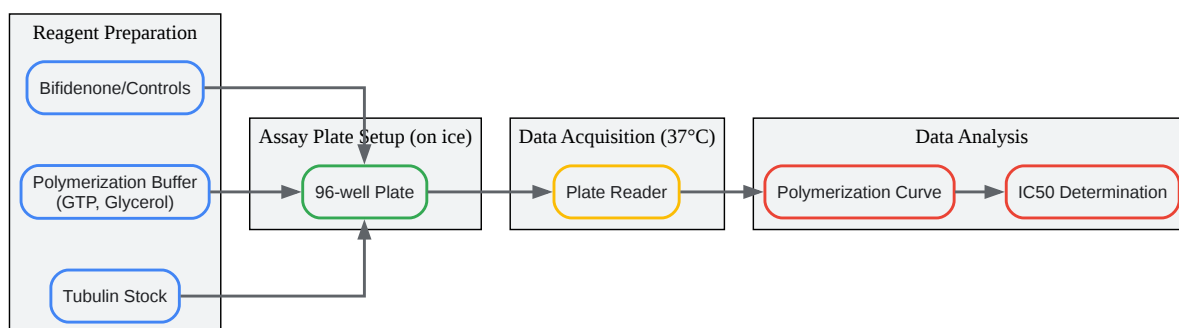 Reagent Preparation
Bifidenone/Controls
Polymerization Buffer
(GTP, Glycerol)
Tubulin Stock
Assay Plate Setup (on ice)
96-well Plate
Data Acquisition (37°C)
Plate Reader
Data Analysis
Polymerization Curve
IC50 Determination